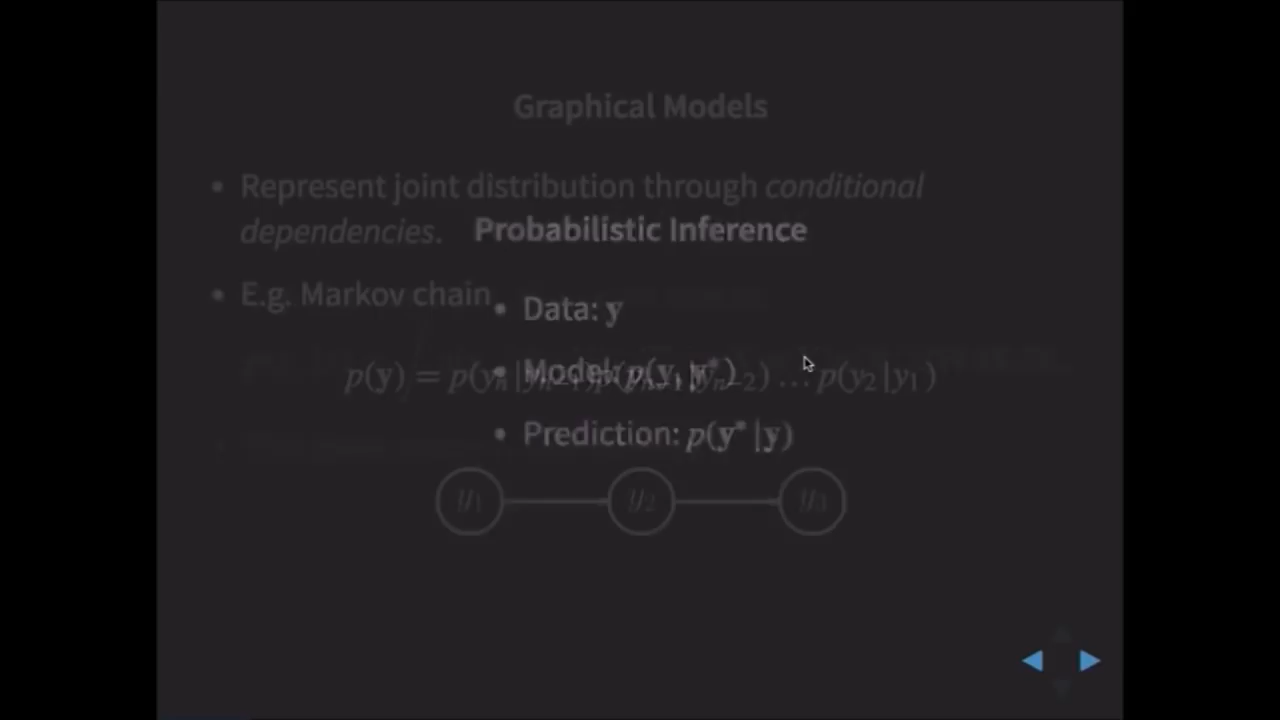 Graphical Models
• Represent joint distribution through conditional
dependencies.
Probabilistic Inference
• E.g. Markov chain
• Data: y
• Model: p(y, y*)
p(y) = p(yₙ|yₙ₋₁)p(yₙ₋₁|yₙ₋₂) … p(y₂|y₁)
• Prediction: p(y*|y)
y₁ y₂ y₃